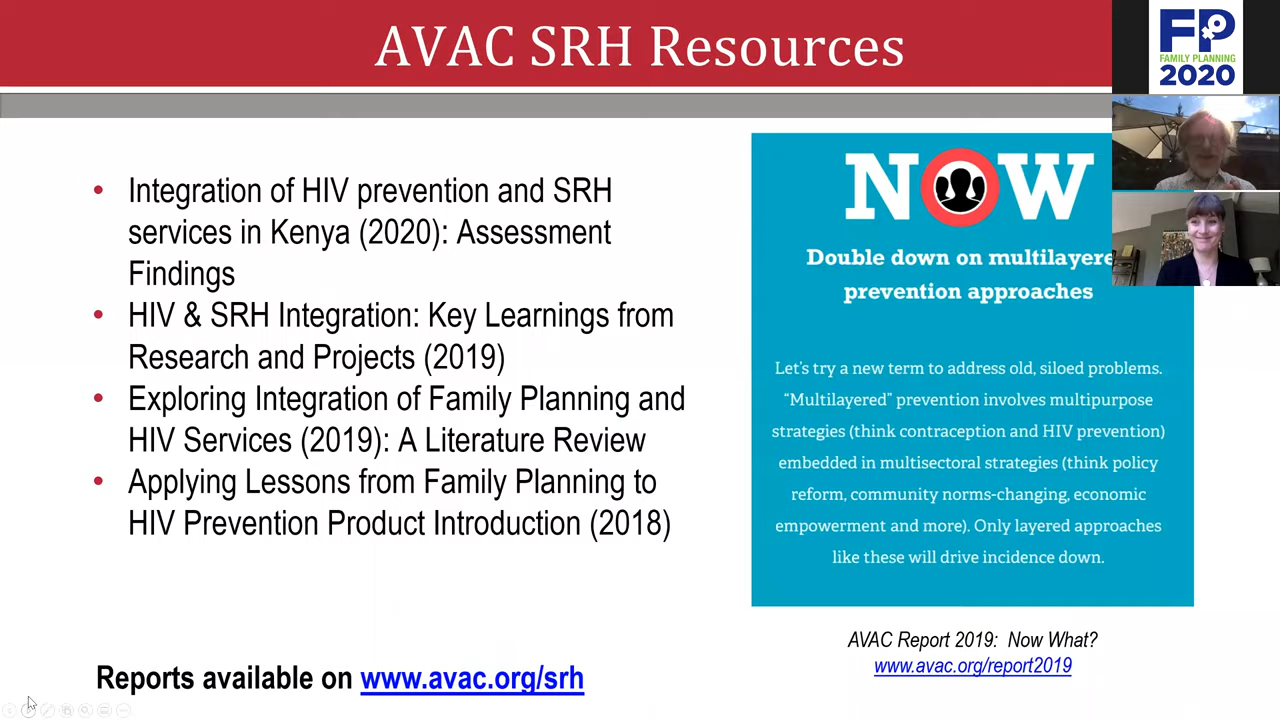 AVAC SRH Resources
FP
FAMILY PLANNING
2020
• Integration of HIV prevention and SRH
services in Kenya (2020): Assessment
Findings
• HIV & SRH Integration: Key Learnings from
Research and Projects (2019)
• Exploring Integration of Family Planning and
HIV Services (2019): A Literature Review
• Applying Lessons from Family Planning to
HIV Prevention Product Introduction (2018)
Reports available on www.avac.org/srh
NOW
Double down on multilayere
prevention approaches
Let's try a new term to address old, siloed problems.
“Multilayered” prevention involves multipurpose
strategies (think contraception and HIV prevention)
embedded in multisectoral strategies (think policy
reform, community norms-changing, economic
empowerment and more). Only layered approaches
like these will drive incidence down.
AVAC Report 2019: Now What?
www.avac.org/report2019